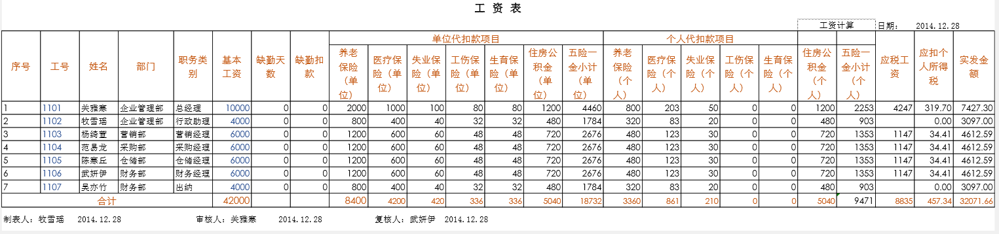 工 资 表
工资计算 日期： 2014.12.28
单位代扣款项目 个人代扣款项目
序号 工号 姓名 部门 职务类别 基本工资 缺勤天数 缺勤扣款 养老保险（单位） 医疗保险（单位） 失业保险（单位） 工伤保险（单位） 生育保险（单位） 住房公积金（单位） 五险一金小计（单位） 养老保险（个人） 医疗保险（个人） 失业保险（个人） 工伤保险（个人） 生育保险（个人） 住房公积金（个人） 五险一金小计（个人） 应税工资 应扣个人所得税 实发金额
1 1101 关雅寒 企业管理部 总经理 10000 0 0 2000 1000 100 80 80 1200 4460 800 203 50 0 0 1200 2253 4247 319.70 7427.30
2 1102 牧雪瑶 企业管理部 行政助理 4000 0 0 800 400 40 32 32 480 1784 320 83 20 0 0 480 903 0.00 3097.00
3 1103 杨绮萱 营销部 营销经理 6000 0 0 1200 600 60 48 48 720 2676 480 123 30 0 0 720 1353 1147 34.41 4612.59
4 1104 范易龙 采购部 采购经理 6000 0 0 1200 600 60 48 48 720 2676 480 123 30 0 0 720 1353 1147 34.41 4612.59
5 1105 陈寒丘 仓储部 仓储经理 6000 0 0 1200 600 60 48 48 720 2676 480 123 30 0 0 720 1353 1147 34.41 4612.59
6 1106 武妍伊 财务部 财务经理 6000 0 0 1200 600 60 48 48 720 2676 480 123 30 0 0 720 1353 1147 34.41 4612.59
7 1107 吴亦竹 财务部 出纳 4000 0 0 800 400 40 32 32 480 1784 320 83 20 0 0 480 903 0.00 3097.00
合计 42000 8400 4200 420 336 336 5040 18732 3360 861 210 0 0 5040 9471 8835 457.34 32071.66
制表人：牧雪瑶 2014.12.28 审核人：关雅寒 2014.12.28 复核人：武妍伊 2014.12.28